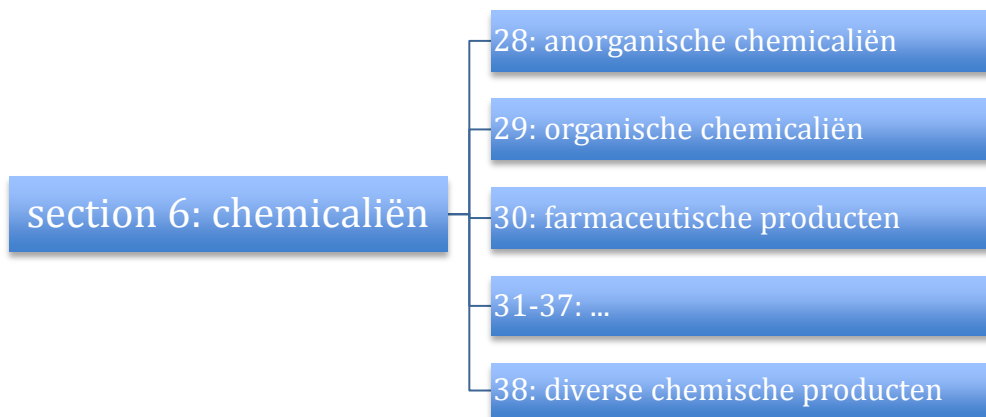 section 6: chemicaliën
28: anorganische chemicaliën
29: organische chemicaliën
30: farmaceutische producten
31-37: ...
38: diverse chemische producten